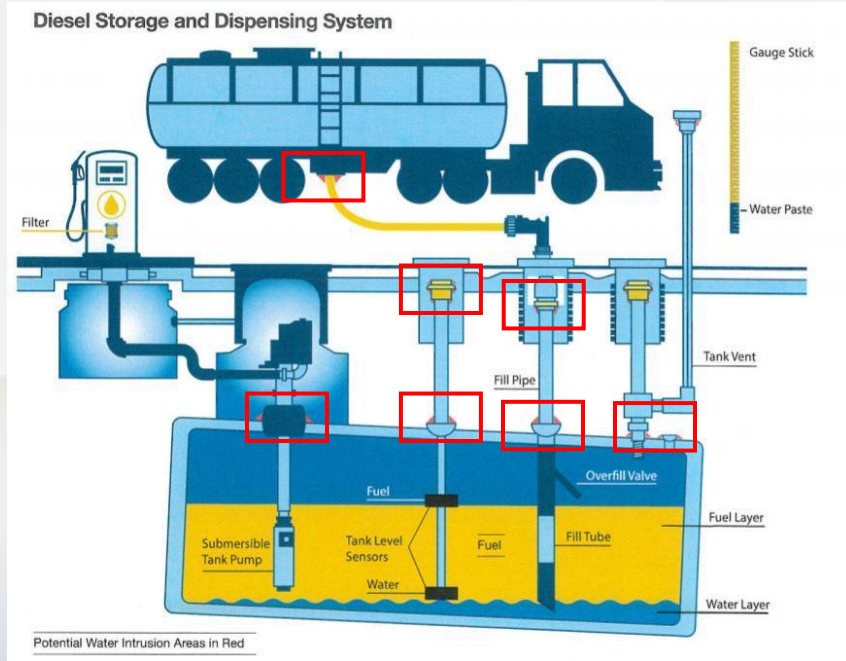 Diesel Storage and Dispensing System
Gauge Stick
Water Paste
Filter
Tank Vent
Fill Pipe
Overfill Valve
Fuel
Fuel Layer
Submersible
Tank Pump
Tank Level
Sensors
Fuel
Fill Tube
Water
Water Layer
Potential Water Intrusion Areas in Red